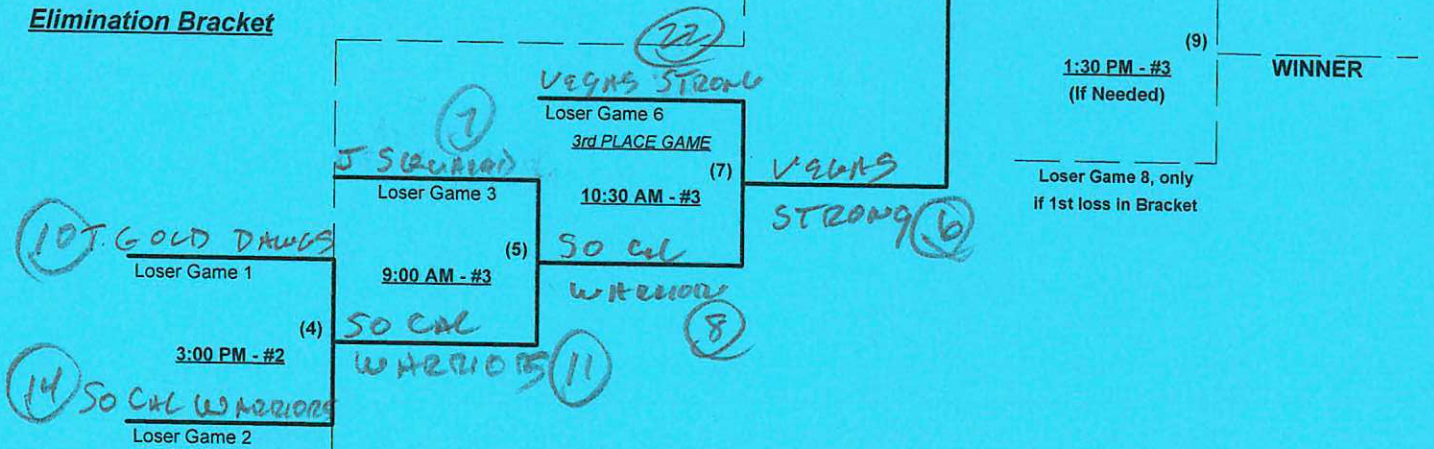 Elimination Bracket
22
VEGAS STRONG
Loser Game 6
3rd PLACE GAME
(7)
10:30 AM - #3
7
Loser Game 3
(5)
9:00 AM - #3
10 T. GOLD DAWGS
Loser Game 1
(4)
3:00 PM - #2
14 SO CAL WARRIORS
Loser Game 2
SO CAL
WARRIORS 11
SO CAL
WARRIOR
8
VEGAS
STRONG 6
(9)
1:30 PM - #3
(If Needed)
WINNER
Loser Game 8, only
if 1st loss in Bracket